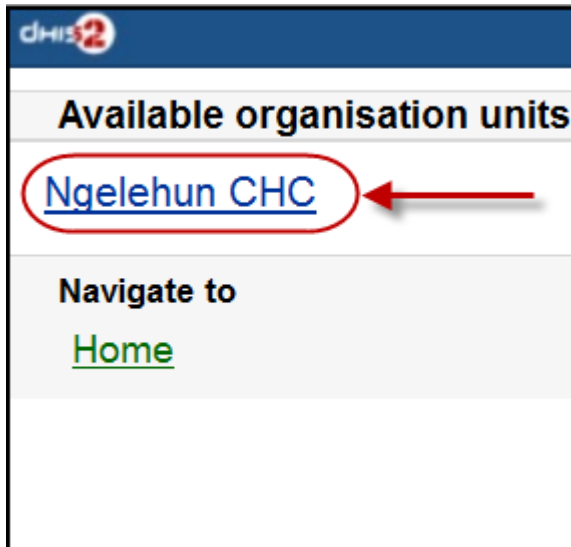 dHIS2
Available organisation units
Ngelehun CHC
Navigate to
Home